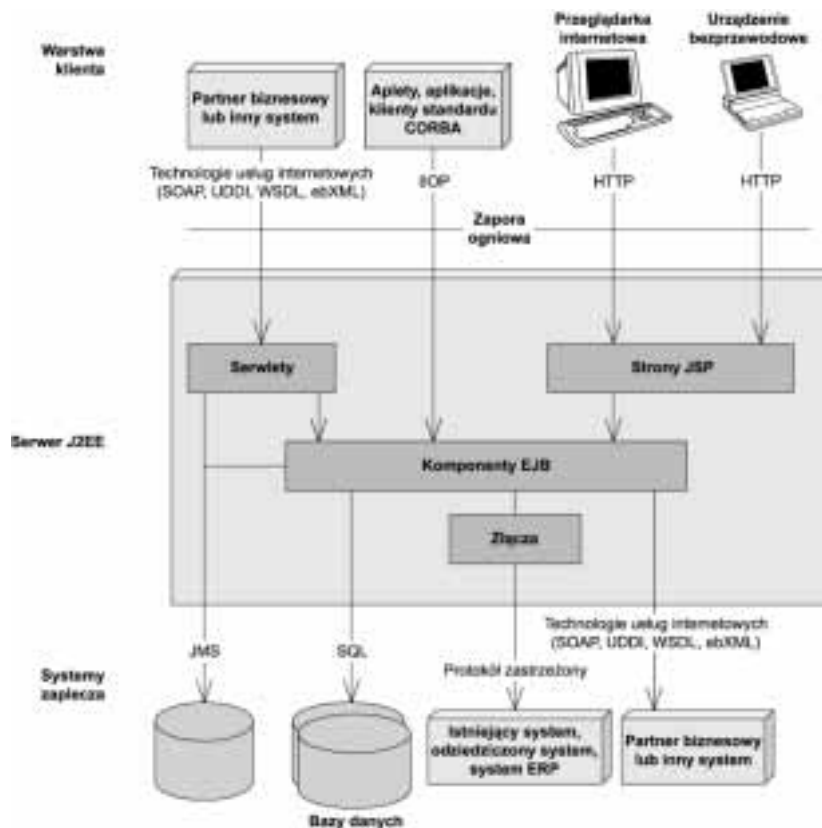 Przeglądarka
internetowa
Urządzenie
bezprzewodowe
Warstwa
klienta
Partner biznesowy
lub inny system
Aplety, aplikacje,
klienty standardu
CORBA
Technologie usług internetowych
(SOAP, UDDI, WSDL, ebXML)
IIOP
HTTP
HTTP
Zapora
ogniowa
Serwlety
Strony JSP
Serwer J2EE
Komponenty EJB
Złącza
Technologie usług internetowych
(SOAP, UDDI, WSDL, ebXML)
JMS
SQL
Protokół zastrzeżony
Systemy
zaplecza
Istniejący system,
odziedziczony system,
system ERP
Partner biznesowy
lub inny system
Bazy danych